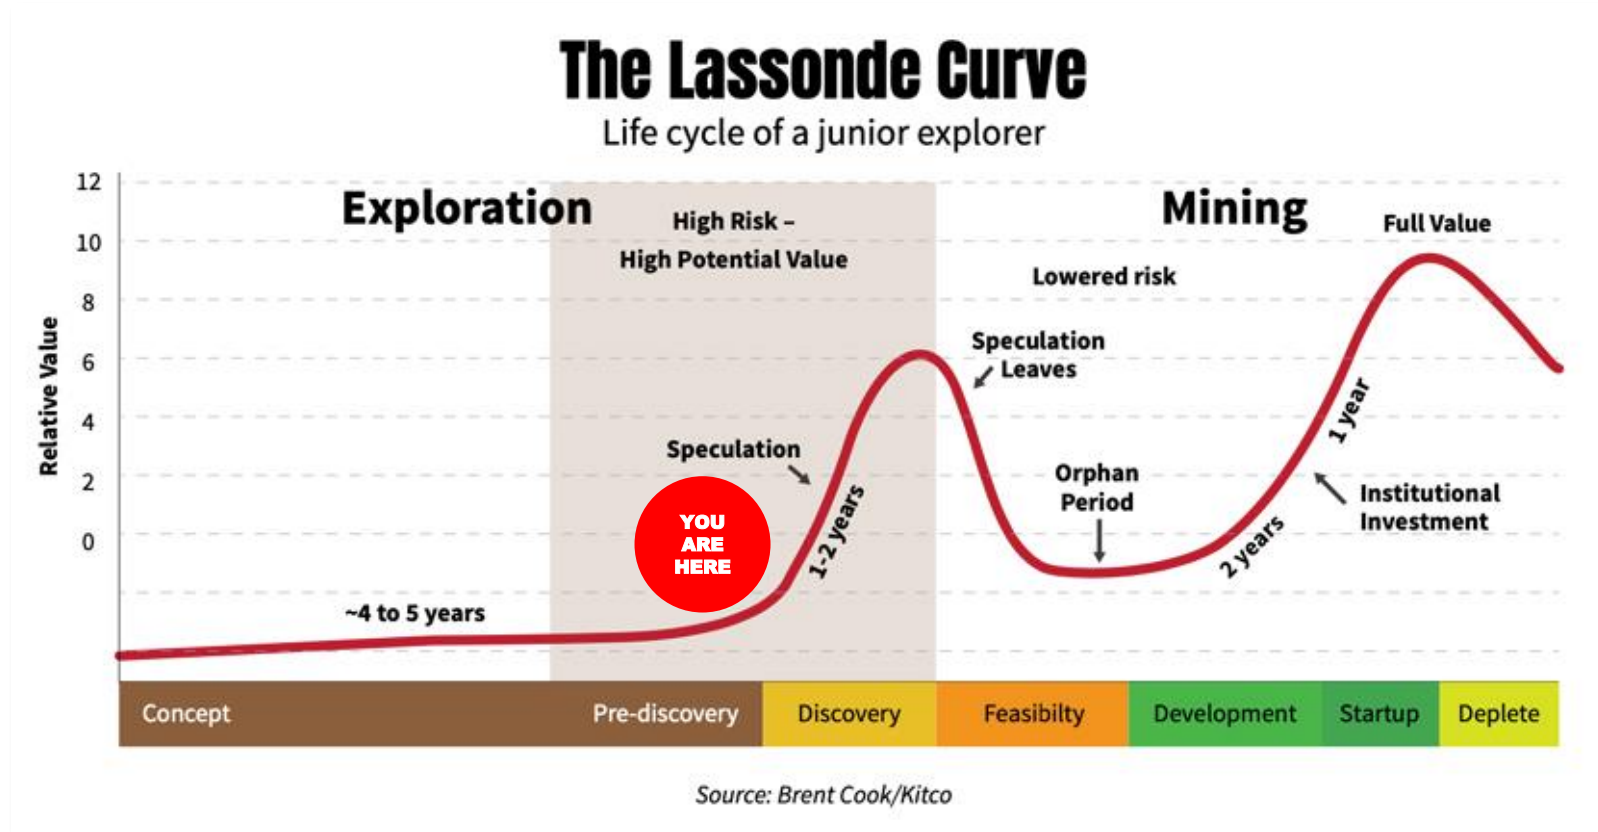 The Lassonde Curve
Life cycle of a junior explorer
Exploration
Mining
High Risk –
High Potential Value
Full Value
Lowered risk
Speculation
Leaves
Speculation
Orphan
Period
Institutional
Investment
YOU
ARE
HERE
~4 to 5 years
1-2 years
2 years
1 year
Relative Value
12
10
8
6
4
2
0
Concept
Pre-discovery
Discovery
Feasibilty
Development
Startup
Deplete
Source: Brent Cook/Kitco